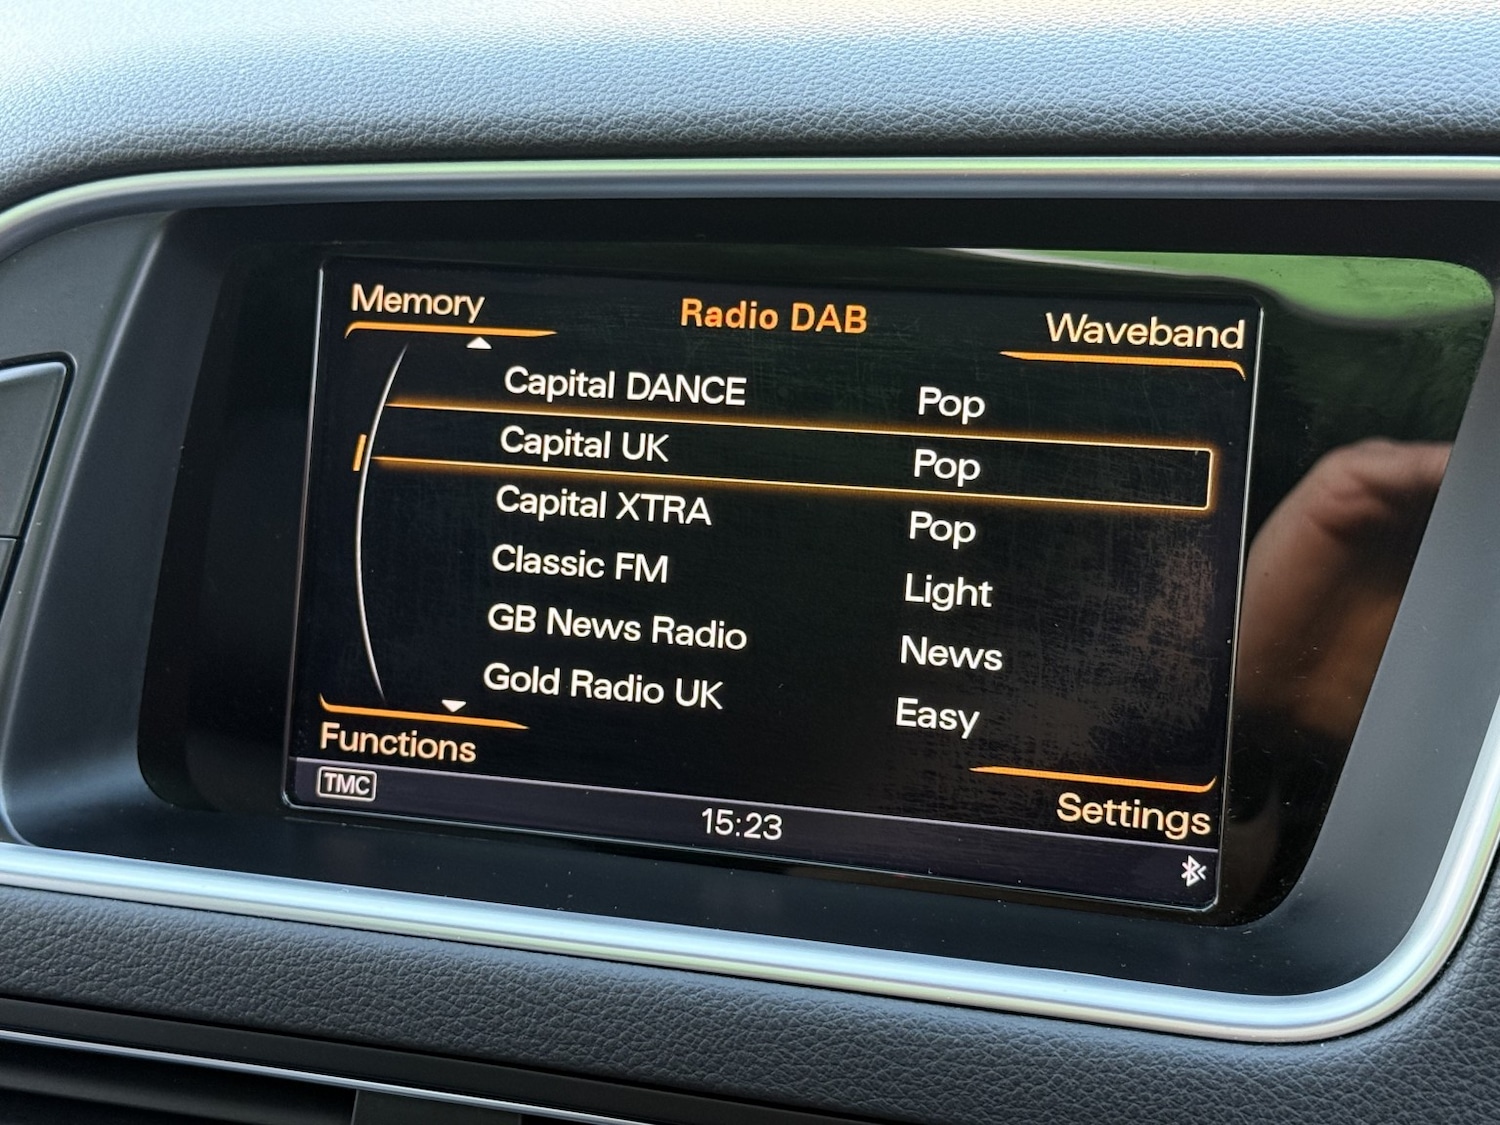 Memory
Radio DAB
Waveband
Capital DANCE Pop
Capital UK Pop
Capital XTRA Pop
Classic FM Light
GB News Radio News
Gold Radio UK Easy
Functions
Settings
TMC
15:23